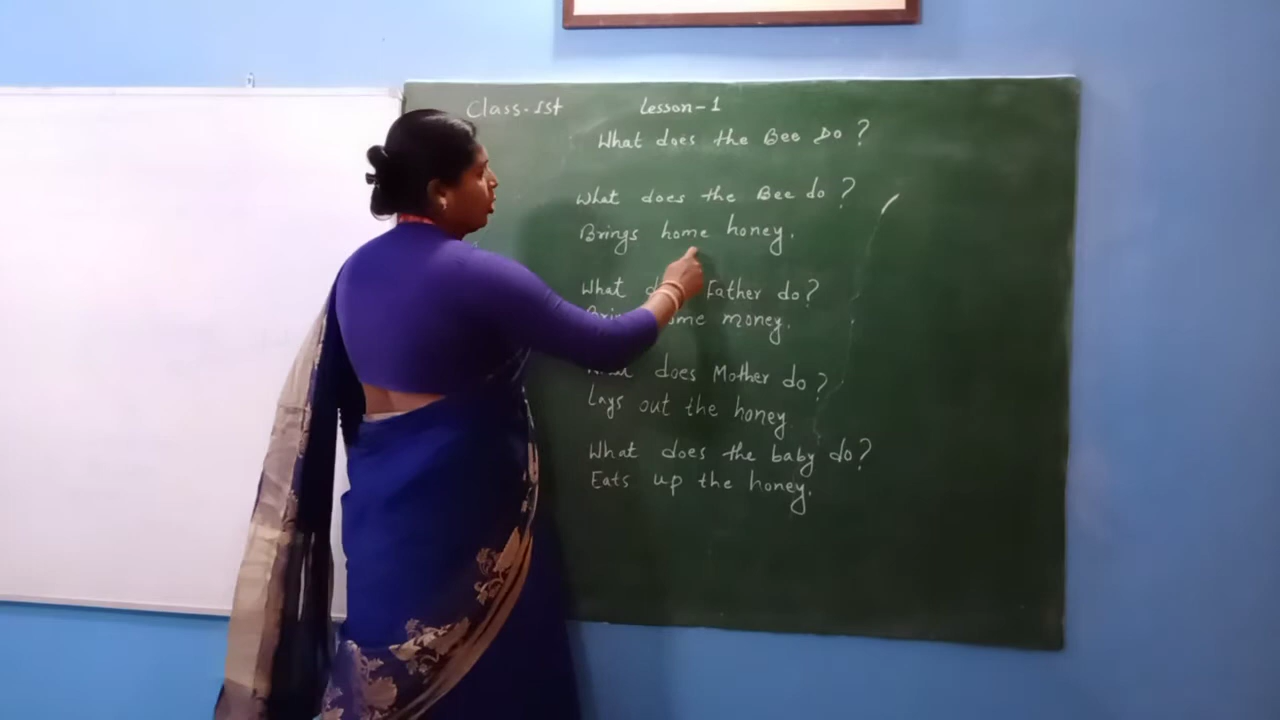 Class-1st Lesson-1
What does the Bee Do?
What does the Bee do?
Brings home honey.
What Father do?
money.
does Mother do?
Lays out the honey
What does the baby do?
Eats up the honey.